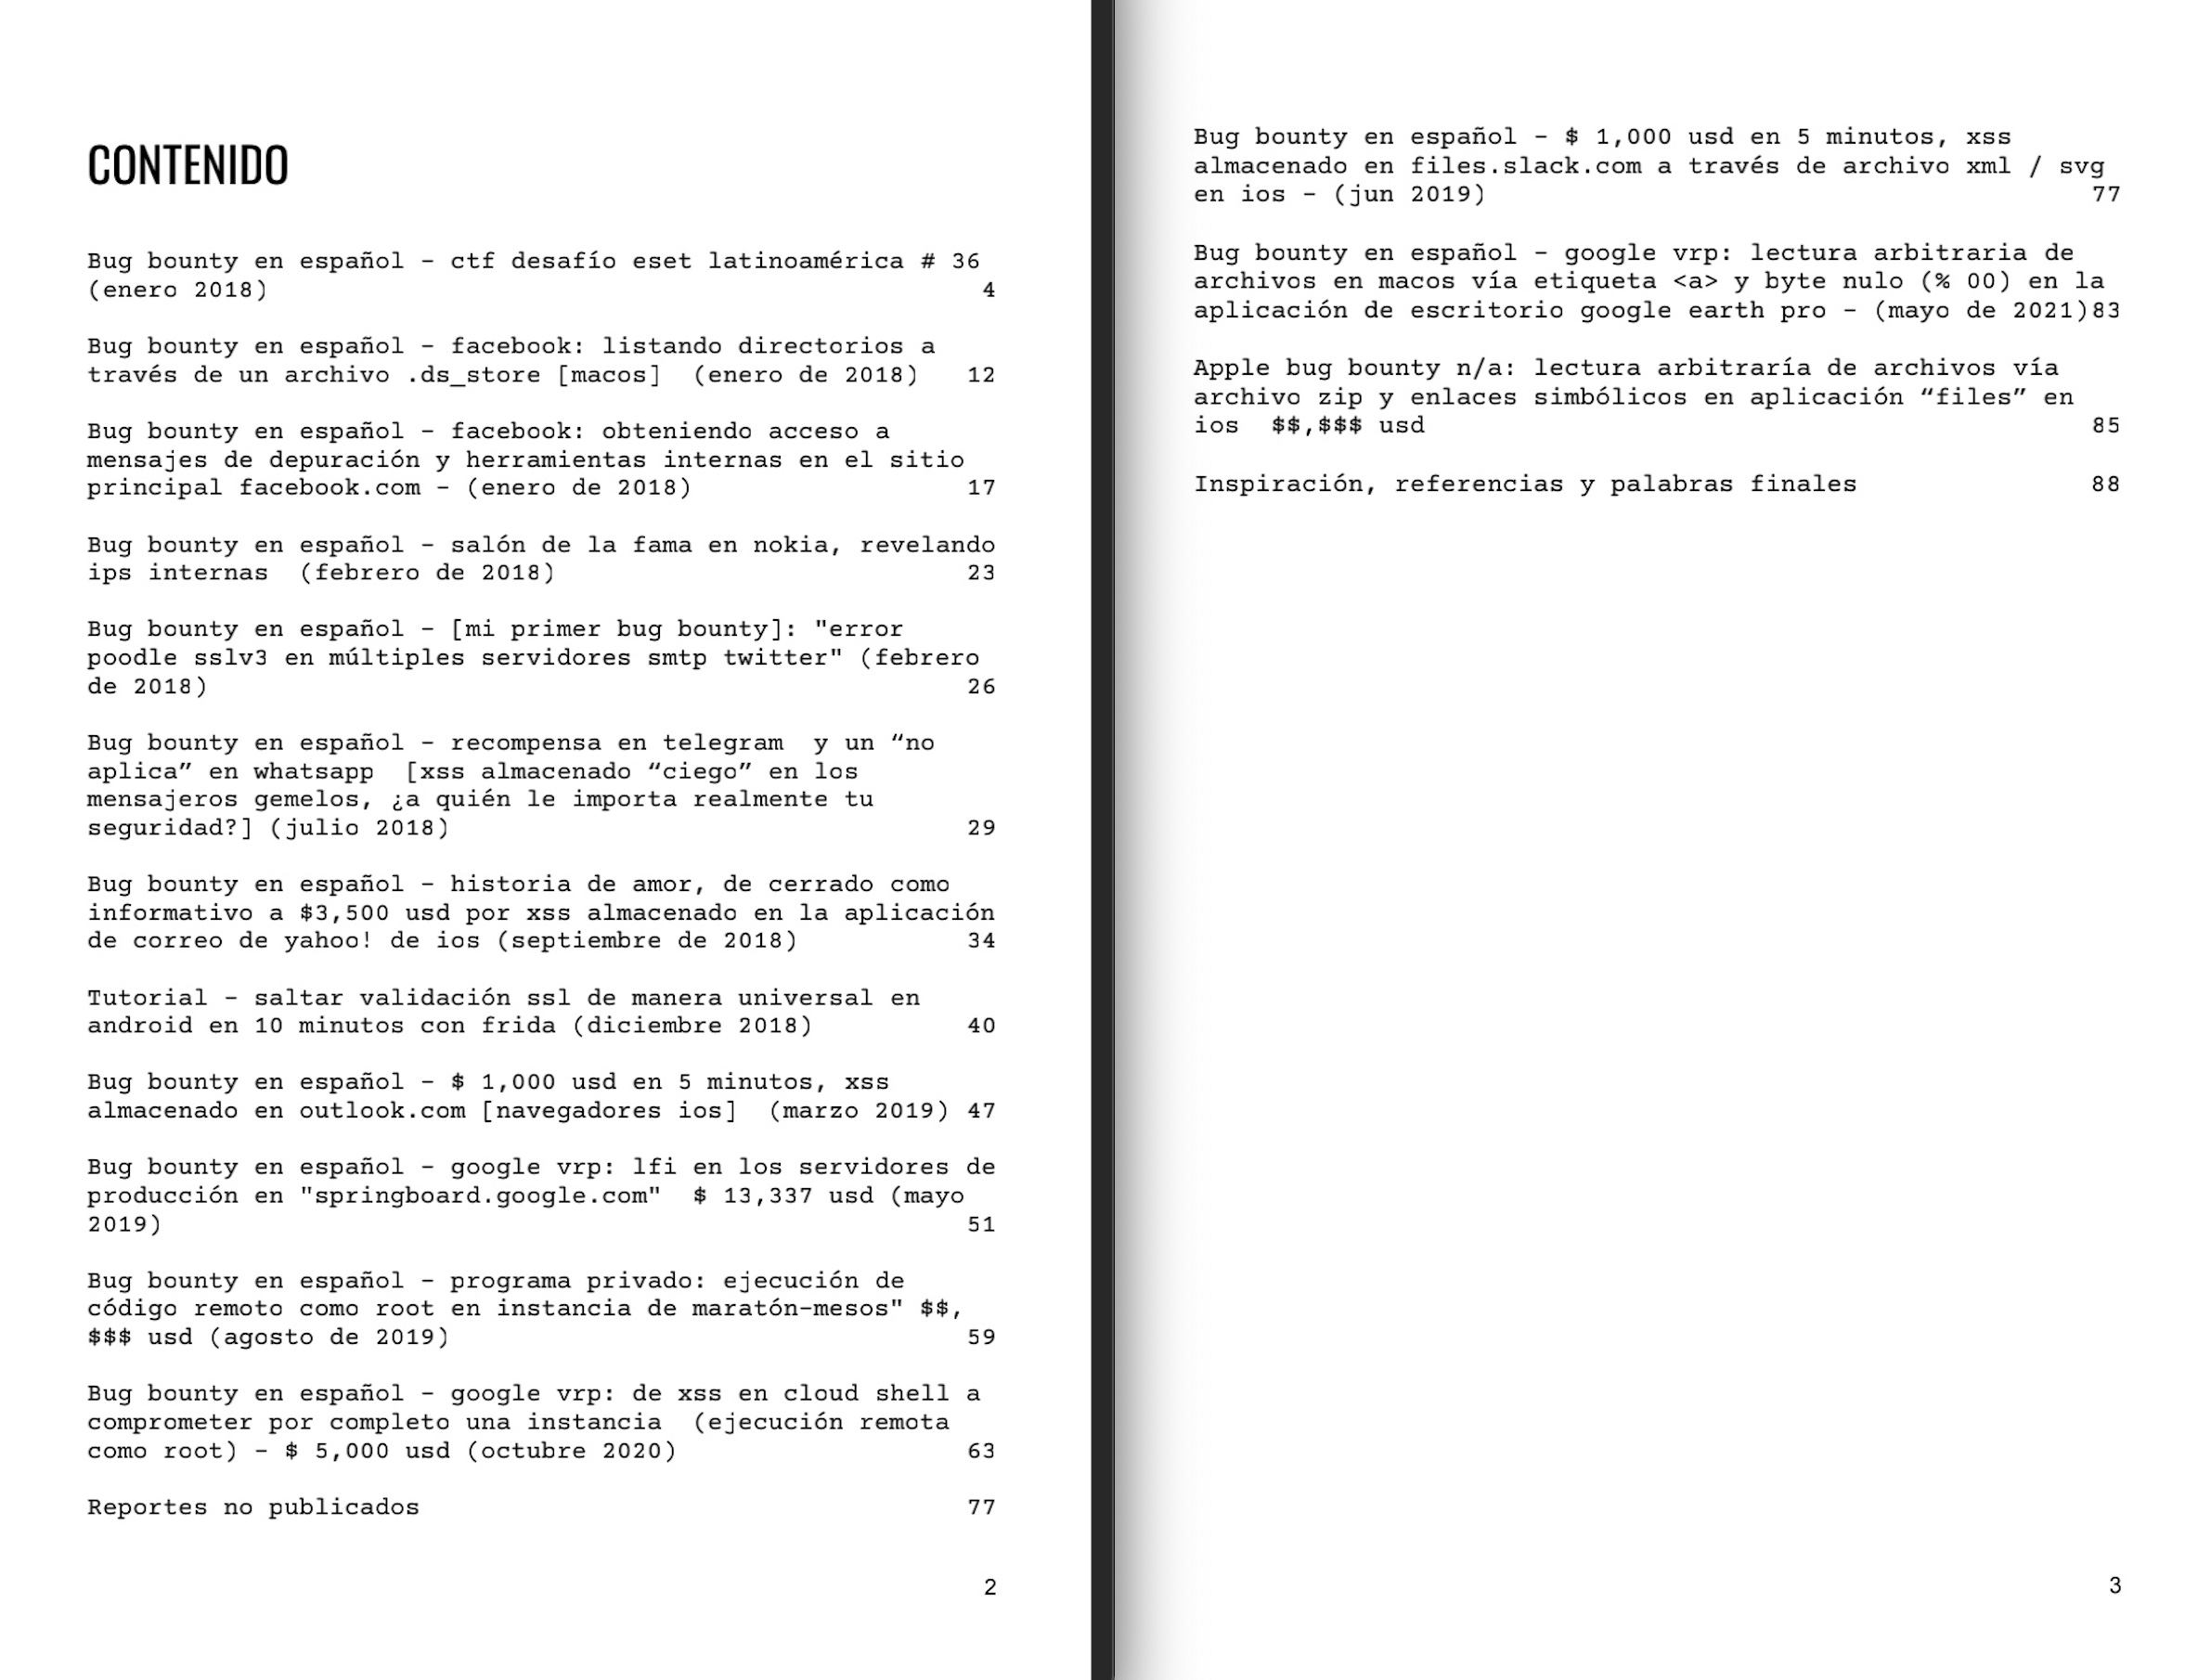 CONTENIDO
Bug bounty en español - ctf desafío eset latinoamérica # 36
(enero 2018) 4
Bug bounty en español - facebook: listando directorios a
través de un archivo .ds_store [macos]  (enero de 2018) 12
Bug bounty en español - facebook: obteniendo acceso a
mensajes de depuración y herramientas internas en el sitio
principal facebook.com - (enero de 2018) 17
Bug bounty en español - salón de la fama en nokia, revelando
ips internas  (febrero de 2018) 23
Bug bounty en español - [mi primer bug bounty]: "error
poodle sslv3 en múltiples servidores smtp twitter" (febrero
de 2018) 26
Bug bounty en español - recompensa en telegram  y un “no
aplica” en whatsapp  [xss almacenado “ciego” en los
mensajeros gemelos, ¿a quién le importa realmente tu
seguridad?] (julio 2018) 29
Bug bounty en español - historia de amor, de cerrado como
informativo a $3,500 usd por xss almacenado en la aplicación
de correo de yahoo! de ios (septiembre de 2018) 34
Tutorial - saltar validación ssl de manera universal en
android en 10 minutos con frida (diciembre 2018) 40
Bug bounty en español - $ 1,000 usd en 5 minutos, xss
almacenado en outlook.com [navegadores ios]  (marzo 2019) 47
Bug bounty en español - google vrp: lfi en los servidores de
producción en "springboard.google.com"  $ 13,337 usd (mayo
2019) 51
Bug bounty en español - programa privado: ejecución de
código remoto como root en instancia de maratón-mesos" $$,
$$$ usd (agosto de 2019) 59
Bug bounty en español - google vrp: de xss en cloud shell a
comprometer por completo una instancia  (ejecución remota
como root) - $ 5,000 usd (octubre 2020) 63
Reportes no publicados 77
2
Bug bounty en español - $ 1,000 usd en 5 minutos, xss
almacenado en files.slack.com a través de archivo xml / svg
en ios - (jun 2019) 77
Bug bounty en español - google vrp: lectura arbitraria de
archivos en macos vía etiqueta <a> y byte nulo (% 00) en la
aplicación de escritorio google earth pro - (mayo de 2021)83
Apple bug bounty n/a: lectura arbitraría de archivos vía
archivo zip y enlaces simbólicos en aplicación “files” en
ios  $$,$$$ usd 85
Inspiración, referencias y palabras finales 88
3